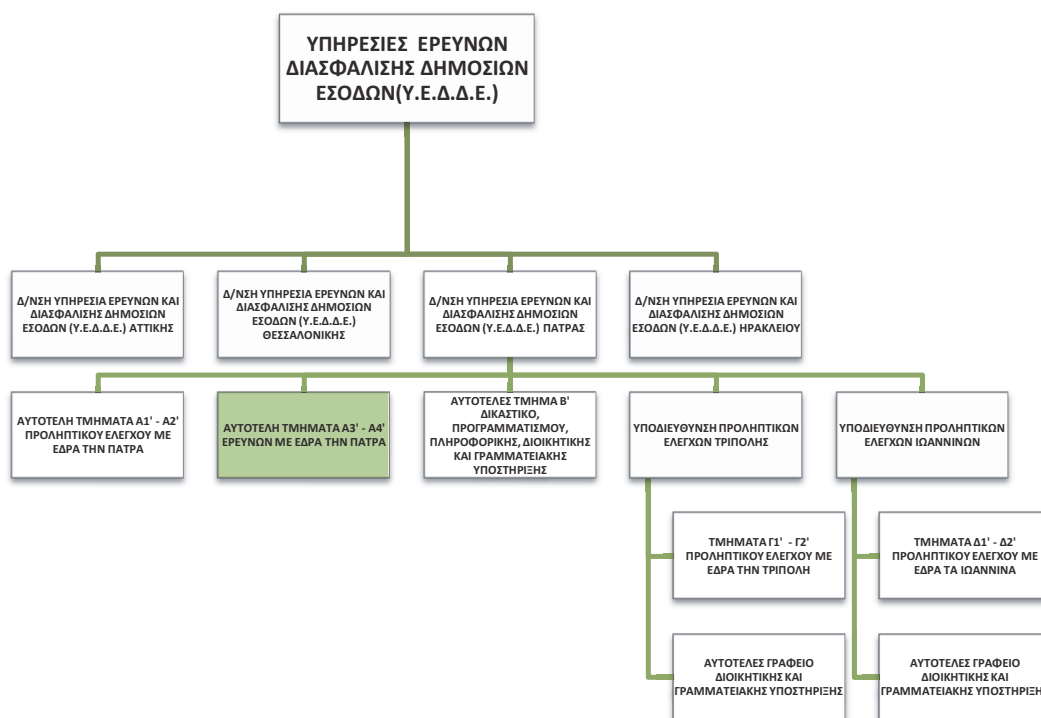 ΥΠΗΡΕΣΙΕΣ ΕΡΕΥΝΩΝ
ΔΙΑΣΦΑΛΙΣΗΣ ΔΗΜΟΣΙΩΝ
ΕΣΟΔΩΝ(Υ.Ε.Δ.Δ.Ε.)
Δ/ΝΣΗ ΥΠΗΡΕΣΙΑ ΕΡΕΥΝΩΝ ΚΑΙ
ΔΙΑΣΦΑΛΙΣΗΣ ΔΗΜΟΣΙΩΝ
ΕΣΟΔΩΝ (Υ.Ε.Δ.Δ.Ε.) ΑΤΤΙΚΗΣ
Δ/ΝΣΗ ΥΠΗΡΕΣΙΑ ΕΡΕΥΝΩΝ ΚΑΙ
ΔΙΑΣΦΑΛΙΣΗΣ ΔΗΜΟΣΙΩΝ
ΕΣΟΔΩΝ (Υ.Ε.Δ.Δ.Ε.)
ΘΕΣΣΑΛΟΝΙΚΗΣ
Δ/ΝΣΗ ΥΠΗΡΕΣΙΑ ΕΡΕΥΝΩΝ ΚΑΙ
ΔΙΑΣΦΑΛΙΣΗΣ ΔΗΜΟΣΙΩΝ
ΕΣΟΔΩΝ (Υ.Ε.Δ.Δ.Ε.) ΠΑΤΡΑΣ
Δ/ΝΣΗ ΥΠΗΡΕΣΙΑ ΕΡΕΥΝΩΝ ΚΑΙ
ΔΙΑΣΦΑΛΙΣΗΣ ΔΗΜΟΣΙΩΝ
ΕΣΟΔΩΝ (Υ.Ε.Δ.Δ.Ε.) ΗΡΑΚΛΕΙΟΥ
ΑΥΤΟΤΕΛΗ ΤΜΗΜΑΤΑ Α1' - Α2'
ΠΡΟΛΗΠΤΙΚΟΥ ΕΛΕΓΧΟΥ ΜΕ
ΕΔΡΑ ΤΗΝ ΠΑΤΡΑ
ΑΥΤΟΤΕΛΗ ΤΜΗΜΑΤΑ Α3' - Α4'
ΕΡΕΥΝΩΝ ΜΕ ΕΔΡΑ ΤΗΝ ΠΑΤΡΑ
ΑΥΤΟΤΕΛΕΣ ΤΜΗΜΑ Β'
ΔΙΚΑΣΤΙΚΟ,
ΠΡΟΓΡΑΜΜΑΤΙΣΜΟΥ,
ΠΛΗΡΟΦΟΡΙΚΗΣ, ΔΙΟΙΚΗΤΙΚΗΣ
ΚΑΙ ΓΡΑΜΜΑΤΕΙΑΚΗΣ
ΥΠΟΣΤΗΡΙΞΗΣ
ΥΠΟΔΙΕΥΘΥΝΣΗ ΠΡΟΛΗΠΤΙΚΩΝ
ΕΛΕΓΧΩΝ ΤΡΙΠΟΛΗΣ
ΥΠΟΔΙΕΥΘΥΝΣΗ ΠΡΟΛΗΠΤΙΚΩΝ
ΕΛΕΓΧΩΝ ΙΩΑΝΝΙΝΩΝ
ΤΜΗΜΑΤΑ Γ1' - Γ2'
ΠΡΟΛΗΠΤΙΚΟΥ ΕΛΕΓΧΟΥ ΜΕ
ΕΔΡΑ ΤΗΝ ΤΡΙΠΟΛΗ
ΤΜΗΜΑΤΑ Δ1' - Δ2'
ΠΡΟΛΗΠΤΙΚΟΥ ΕΛΕΓΧΟΥ ΜΕ
ΕΔΡΑ ΤΑ ΙΩΑΝΝΙΝΑ
ΑΥΤΟΤΕΛΕΣ ΓΡΑΦΕΙΟ
ΔΙΟΙΚΗΤΙΚΗΣ ΚΑΙ
ΓΡΑΜΜΑΤΕΙΑΚΗΣ ΥΠΟΣΤΗΡΙΞΗΣ
ΑΥΤΟΤΕΛΕΣ ΓΡΑΦΕΙΟ
ΔΙΟΙΚΗΤΙΚΗΣ ΚΑΙ
ΓΡΑΜΜΑΤΕΙΑΚΗΣ ΥΠΟΣΤΗΡΙΞΗΣ